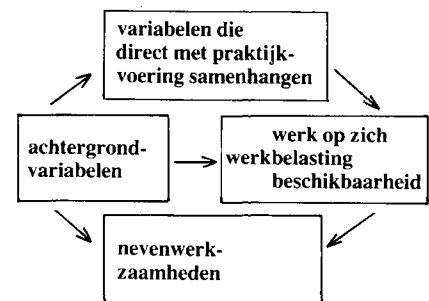 variabelen die
direct met praktijk-
voering samenhangen
achtergrond-
variabelen
werk op zich
werkbelasting
beschikbaarheid
nevenwerk-
zaamheden